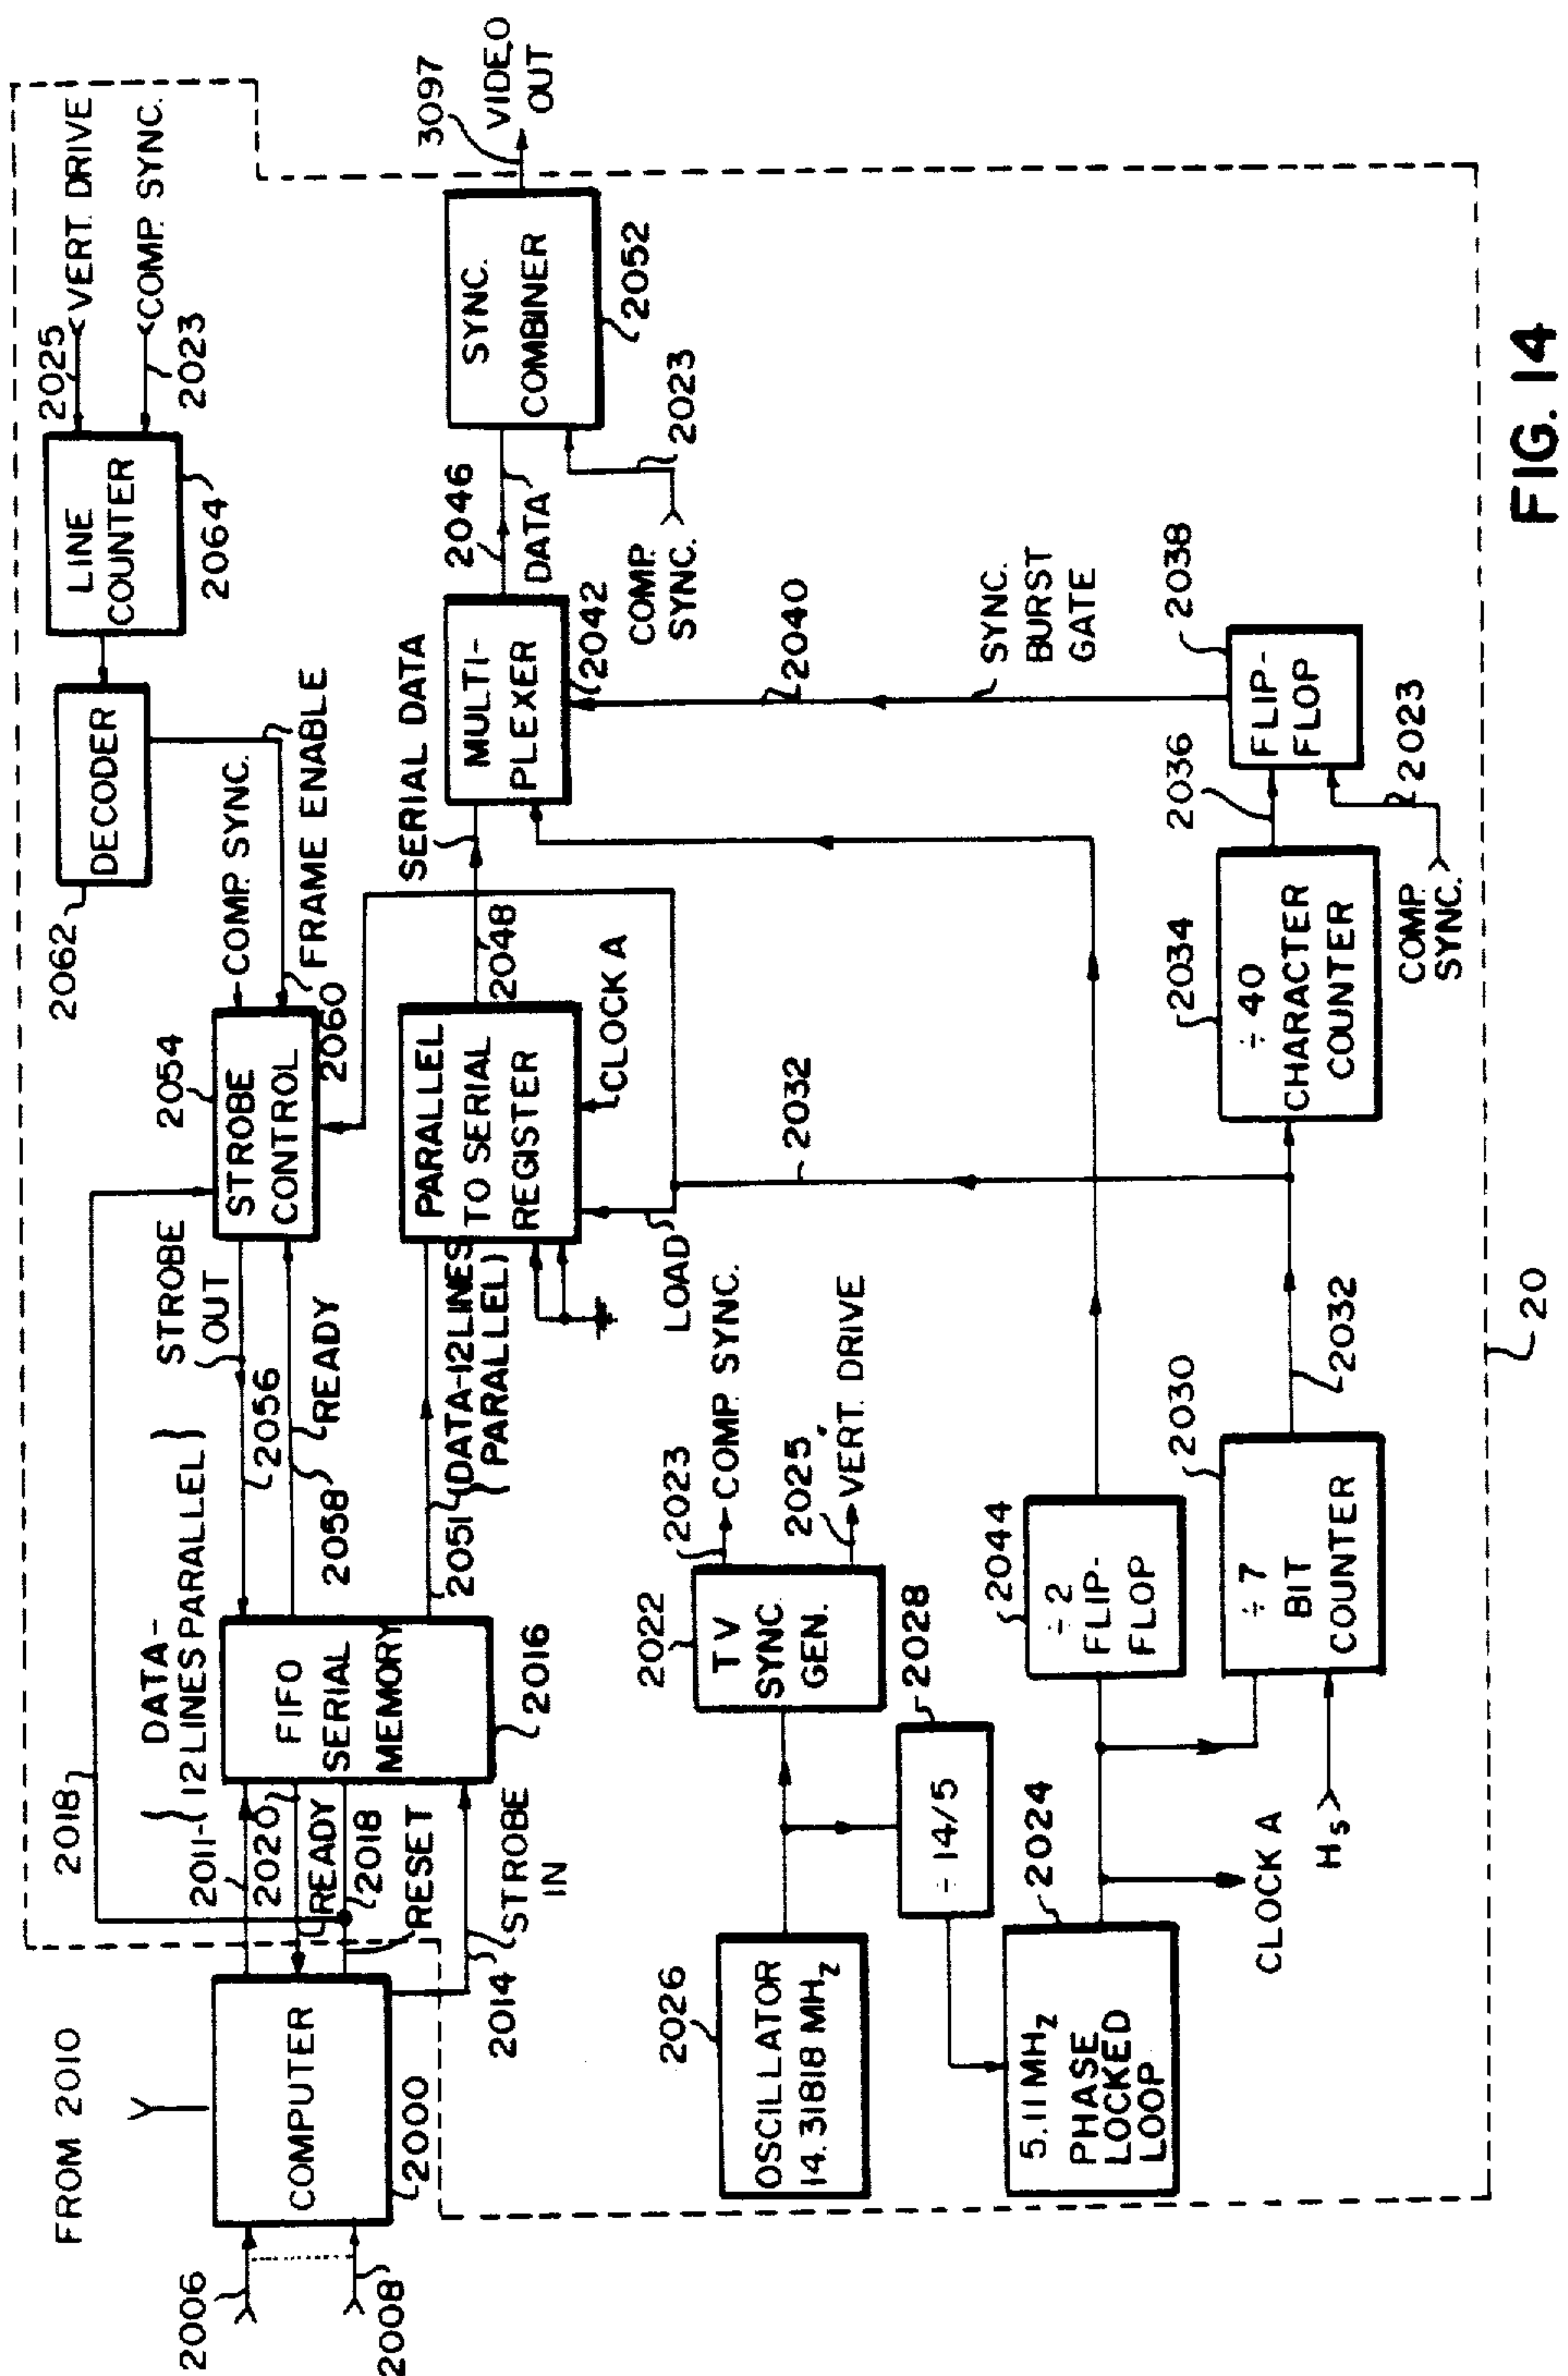 FROM 2010
2006
2008
COMPUTER
2000
2018
DATA-
12 LINES PARALLEL
2011
2020
READY
2018
RESET
STROBE
IN
2014
FIFO
SERIAL
MEMORY
2016
STROBE
OUT
2056
READY
2058
2051
DATA-12 LINES
PARALLEL
2054
STROBE
CONTROL
2060
COMP. SYNC.
FRAME ENABLE
2062
DECODER
LINE
COUNTER
2064
2025
VERT. DRIVE
COMP. SYNC.
2023
PARALLEL
TO SERIAL
REGISTER
LOAD
CLOCK A
2048
SERIAL DATA
MULTI-
PLEXER
2042
2046
DATA
SYNC.
COMBINER
2052
COMP.
SYNC.
2023
3097
VIDEO
OUT
2026
OSCILLATOR
14.31818 MHz
2022
TV
SYNC.
GEN.
2023
COMP. SYNC.
2025
VERT. DRIVE
2028
÷ 14/5
2024
5.11 MHz
PHASE
LOCKED
LOOP
CLOCK A
Hs
2044
÷ 2
FLIP-
FLOP
2030
÷ 7
BIT
COUNTER
2032
2032
2034
÷ 40
CHARACTER
COUNTER
2036
FLIP-
FLOP
2038
COMP.
SYNC.
2023
2040
SYNC.
BURST
GATE
20
FIG. 14